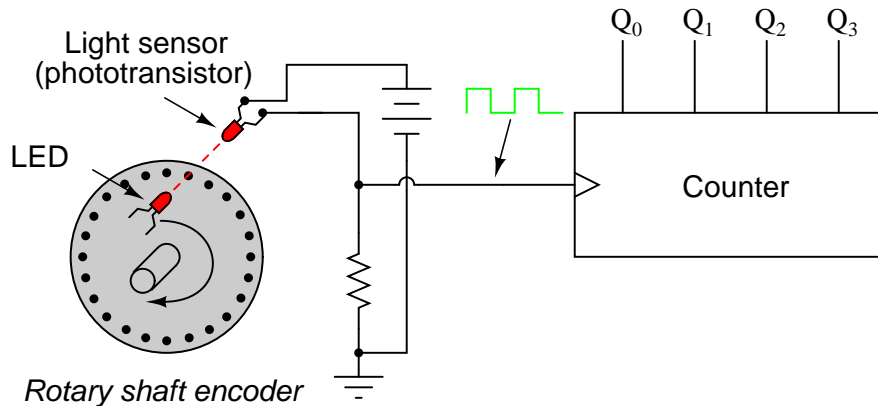 Light sensor
(phototransistor)
LED
Rotary shaft encoder
Q0 Q1 Q2 Q3
Counter